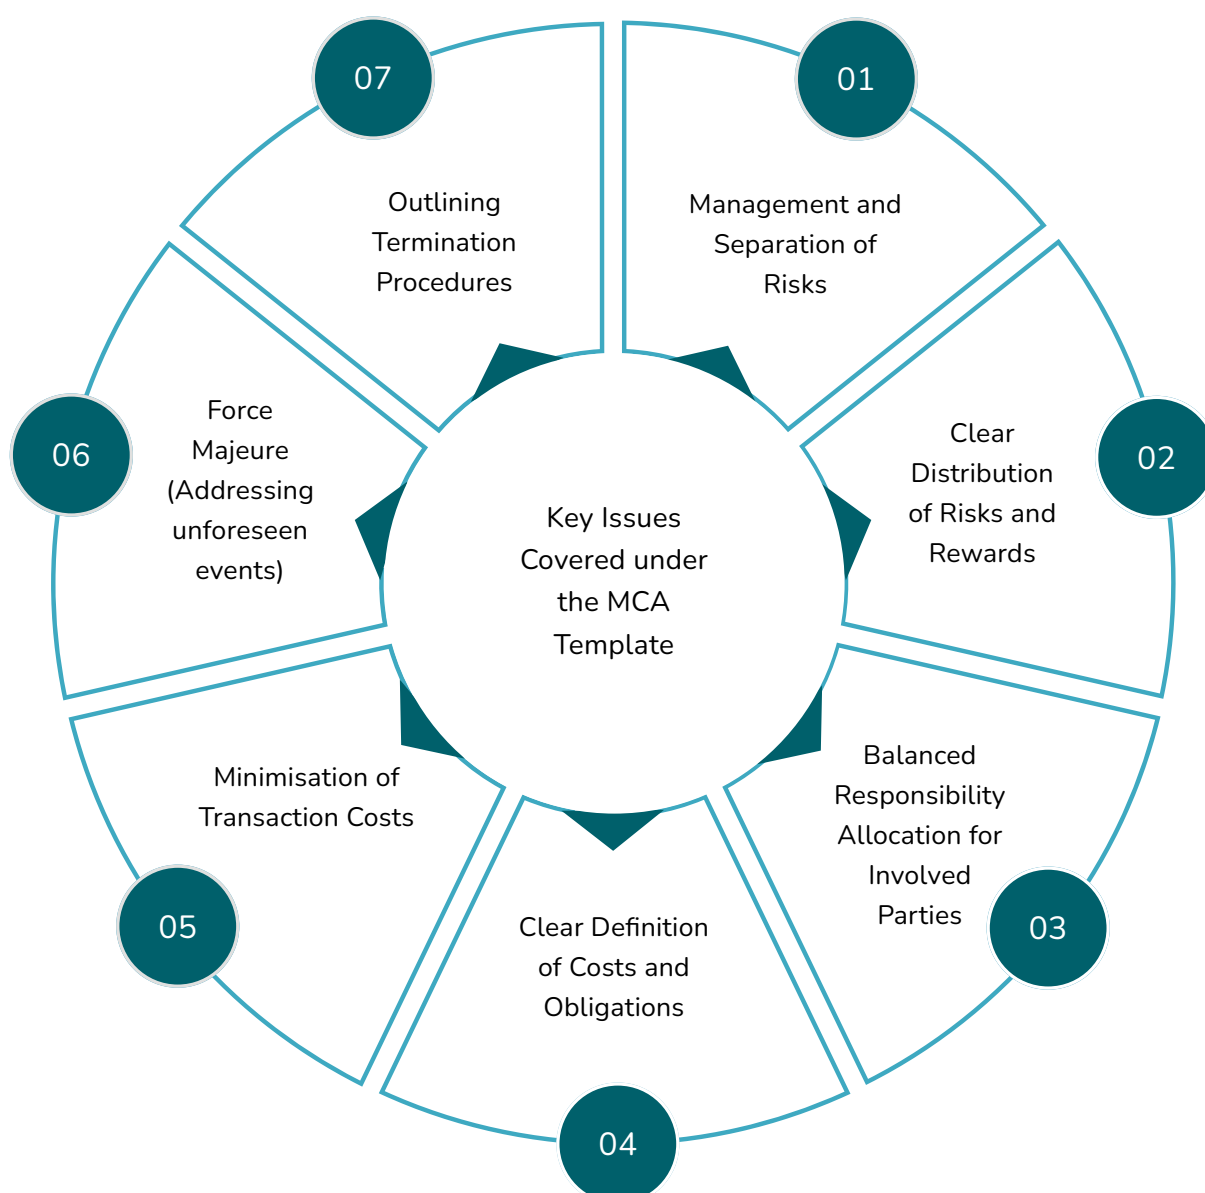 Key Issues
Covered under
the MCA
Template
01
Management and
Separation of
Risks
02
Clear
Distribution
of Risks and
Rewards
03
Balanced
Responsibility
Allocation for
Involved
Parties
04
Clear Definition
of Costs and
Obligations
05
Minimisation of
Transaction Costs
06
Force
Majeure
(Addressing
unforeseen
events)
07
Outlining
Termination
Procedures